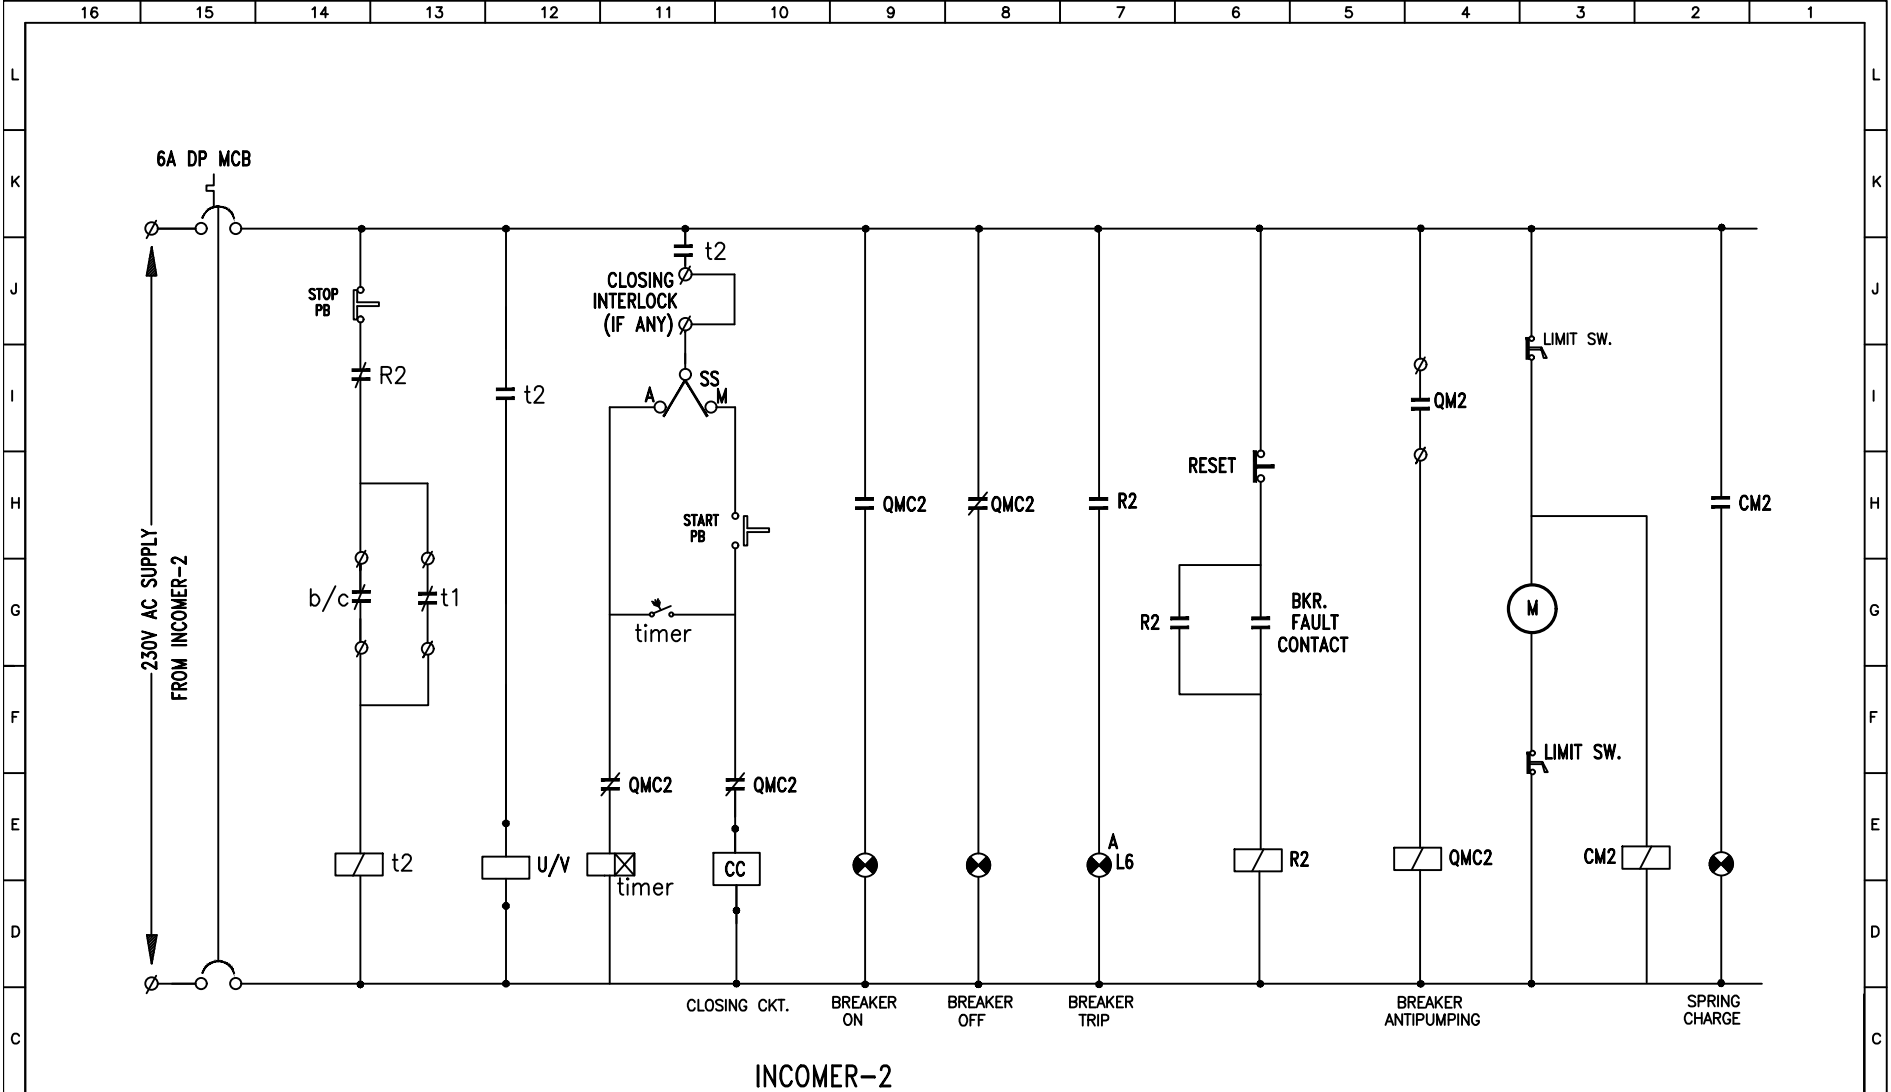 16 15 14 13 12 11 10 9 8 7 6 5 4 3 2 1
L
L
K
K
J
J
I
I
H
H
G
G
F
F
E
E
D
D
C
C
6A DP MCB
230V AC SUPPLY
FROM INCOMER-2
STOP
PB
R2
b/c
t1
t2
t2
U/V
t2
CLOSING
INTERLOCK
(IF ANY)
SS
A
M
START
PB
timer
QMC2
QMC2
timer
CC
CLOSING CKT.
QMC2
BREAKER
ON
QMC2
BREAKER
OFF
R2
A
L6
BREAKER
TRIP
RESET
R2
BKR.
FAULT
CONTACT
R2
QM2
QMC2
BREAKER
ANTIPUMPING
LIMIT SW.
M
LIMIT SW.
CM2
CM2
SPRING
CHARGE
INCOMER-2